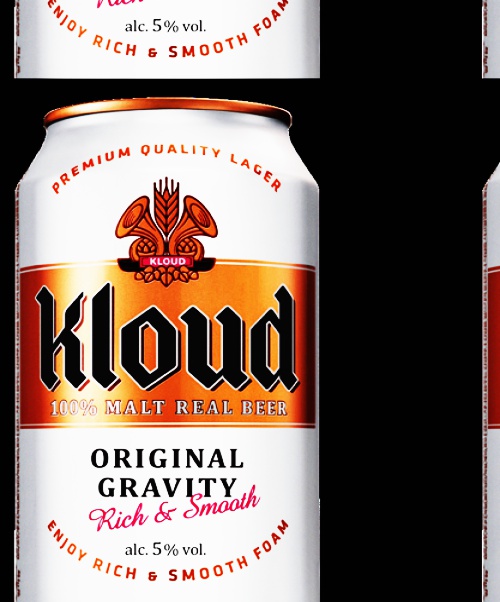 Rich & Smooth
alc. 5% vol.
ENJOY RICH & SMOOTH FOAM
PREMIUM QUALITY LAGER
KLOUD
Kloud
100% MALT REAL BEER
ORIGINAL
GRAVITY
Rich & Smooth
alc. 5% vol.
ENJOY RICH & SMOOTH FOAM